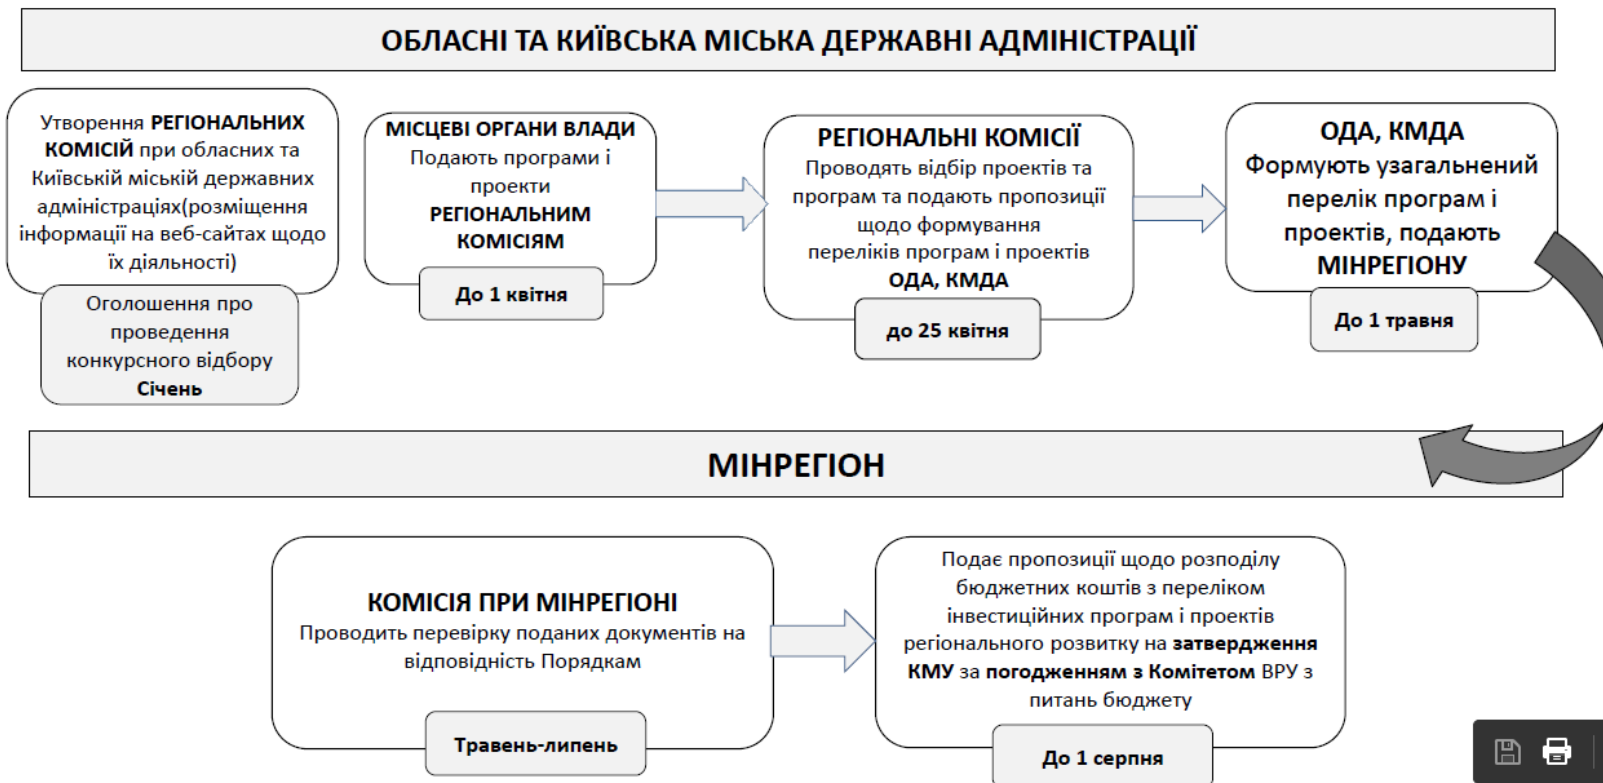 ОБЛАСНІ ТА КИЇВСЬКА МІСЬКА ДЕРЖАВНІ АДМІНІСТРАЦІЇ
Утворення РЕГІОНАЛЬНИХ
КОМІСІЙ при обласних та
Київській міській державних
адміністраціях(розміщення
інформації на веб-сайтах щодо
їх діяльності)
Оголошення про
проведення
конкурсного відбору
Січень
МІСЦЕВІ ОРГАНИ ВЛАДИ
Подають програми і
проекти
РЕГІОНАЛЬНИМ
КОМІСІЯМ
До 1 квітня
РЕГІОНАЛЬНІ КОМІСІЇ
Проводять відбір проектів та
програм та подають пропозиції
щодо формування
переліків програм і проектів
ОДА, КМДА
до 25 квітня
ОДА, КМДА
Формують узагальнений
перелік програм і
проектів, подають
МІНРЕГІОНУ
До 1 травня
МІНРЕГІОН
КОМІСІЯ ПРИ МІНРЕГІОНІ
Проводить перевірку поданих документів на
відповідність Порядкам
Травень-липень
Подає пропозиції щодо розподілу
бюджетних коштів з переліком
інвестиційних програм і проектів
регіонального розвитку на затвердження
КМУ за погодженням з Комітетом ВРУ з
питань бюджету
До 1 серпня